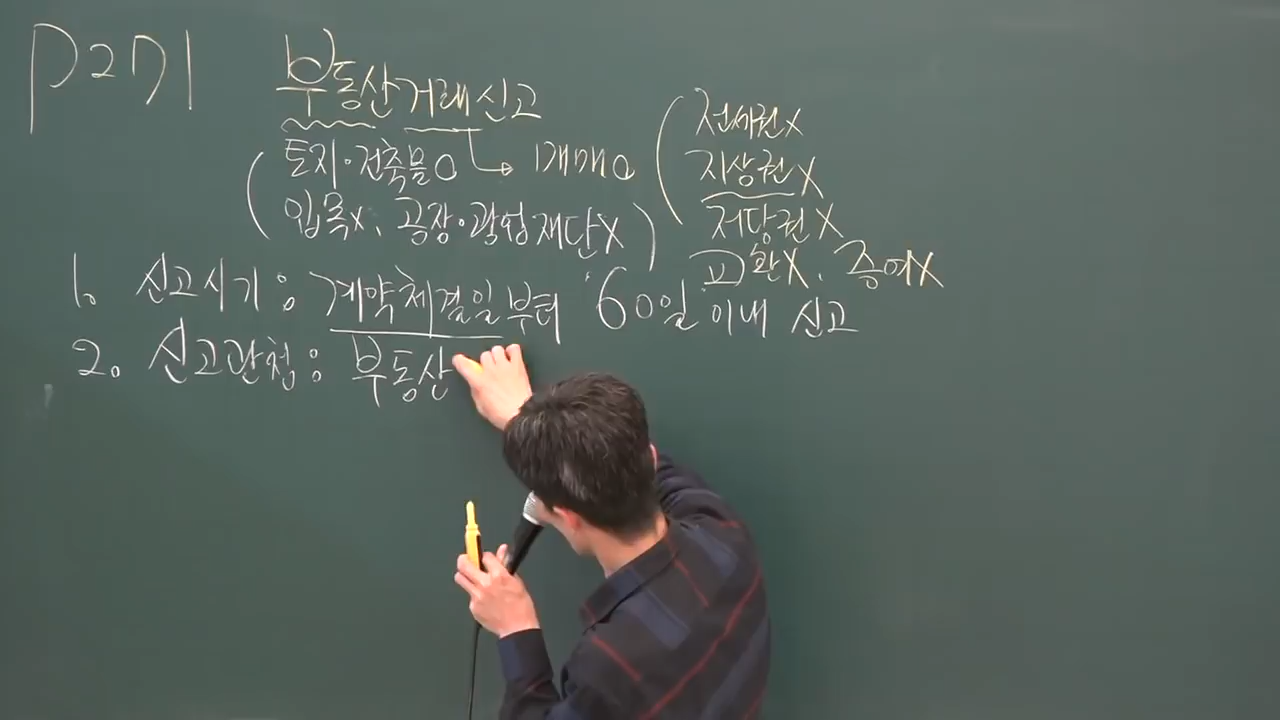 P271
부동산거래신고
(토지·건축물O → 매매O
입목X、공장·광업재단X)
(전세권X
지상권X
저당권X
교환X、증여X
1. 신고시기: 계약체결일부터 '60일'이내 신고
2. 신고관청: 부동산